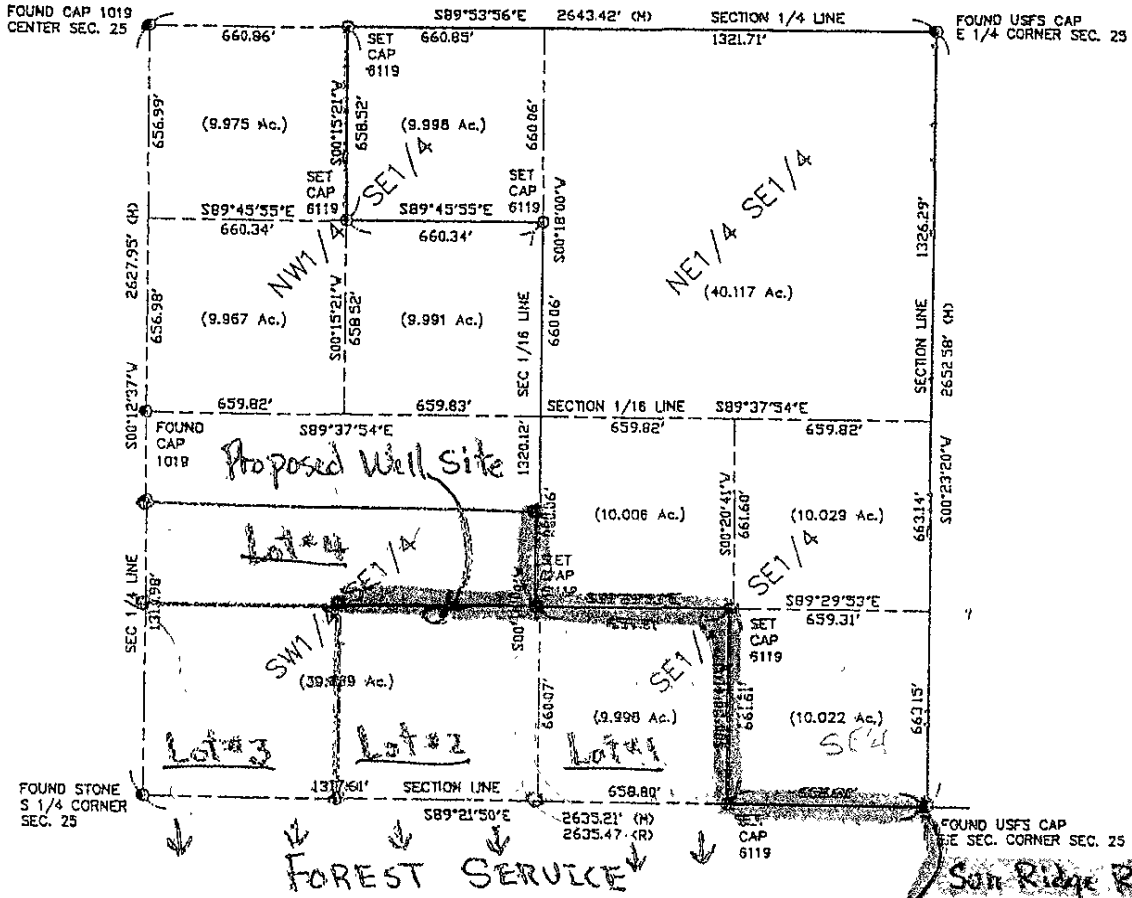 FOUND CAP 1019
CENTER SEC. 25
S89°53'56"E 2643.42' (M) SECTION 1/4 LINE
FOUND USFS CAP
E 1/4 CORNER SEC. 25
660.86'
660.85'
1321.71'
SET
CAP
6119
656.99'
(9.975 Ac.)
S00°15'21"W
658.52'
(9.998 Ac.)
660.06'
SET
CAP
6119
SE1/4
SET
CAP
6119
S89°45'55"E
660.34'
S89°45'55"E
660.34'
S00°18'00"W
NE1/4 SE1/4
(40.117 Ac.)
1326.29'
2627.95' (M)
NW1/4
656.98'
(9.967 Ac.)
S00°15'21"W
658.52'
(9.991 Ac.)
SEC 1/16 LINE
660.06'
SECTION LINE
2652.58' (M)
S00°12'37"W
659.82'
659.83'
SECTION 1/16 LINE
S89°37'54"E
659.82'
659.82'
FOUND
CAP
1019
S89°37'54"E
Proposed Well Site
1320.12'
660.06'
(10.006 Ac.)
S00°20'41"W
661.60'
(10.029 Ac.)
663.14'
S00°23'20"W
Lot #4
SE1/4
CAP
SE1/4
SEC 1/4 LINE
S89°29'53"E
659.31'
SET
CAP
6119
SW1/4
SE1/
660.07'
(9.998 Ac.)
661.61'
(10.022 Ac.)
SE4
663.15'
Lot #3
Lot #2
Lot #1
FOUND STONE
S 1/4 CORNER
SEC. 25
1317.61'
SECTION LINE
658.80'
S89°21'50"E
2635.21' (M)
2635.47 (R)
CAP
6119
FOUND USFS CAP
SEC. CORNER SEC. 25
FOREST SERVICE
Sun Ridge R